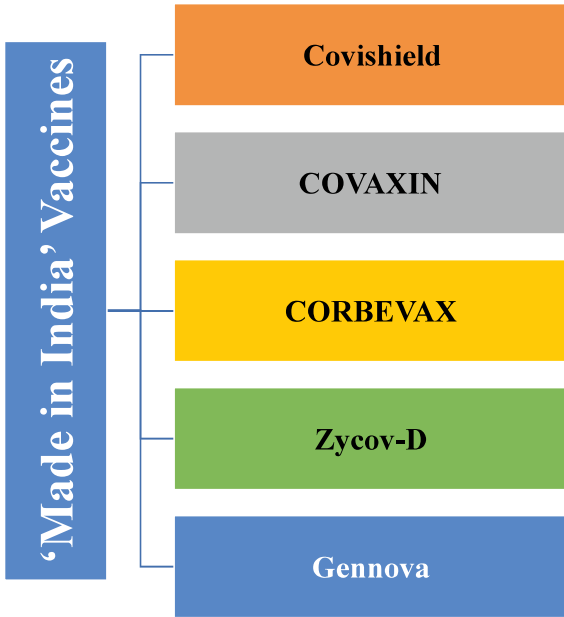 ‘Made in India’ Vaccines
Covishield
COVAXIN
CORBEVAX
Zycov-D
Gennova